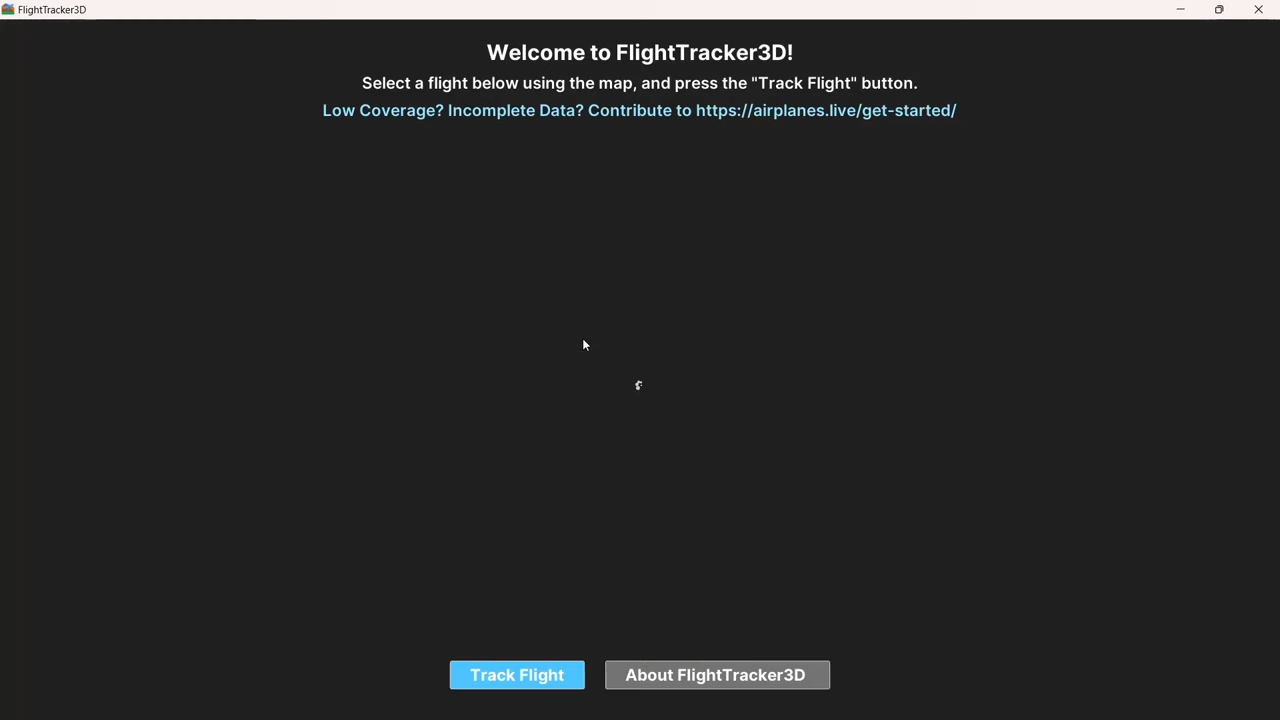 FlightTracker3D
Welcome to FlightTracker3D!
Select a flight below using the map, and press the "Track Flight" button.
Low Coverage? Incomplete Data? Contribute to https://airplanes.live/get-started/
Track Flight
About FlightTracker3D